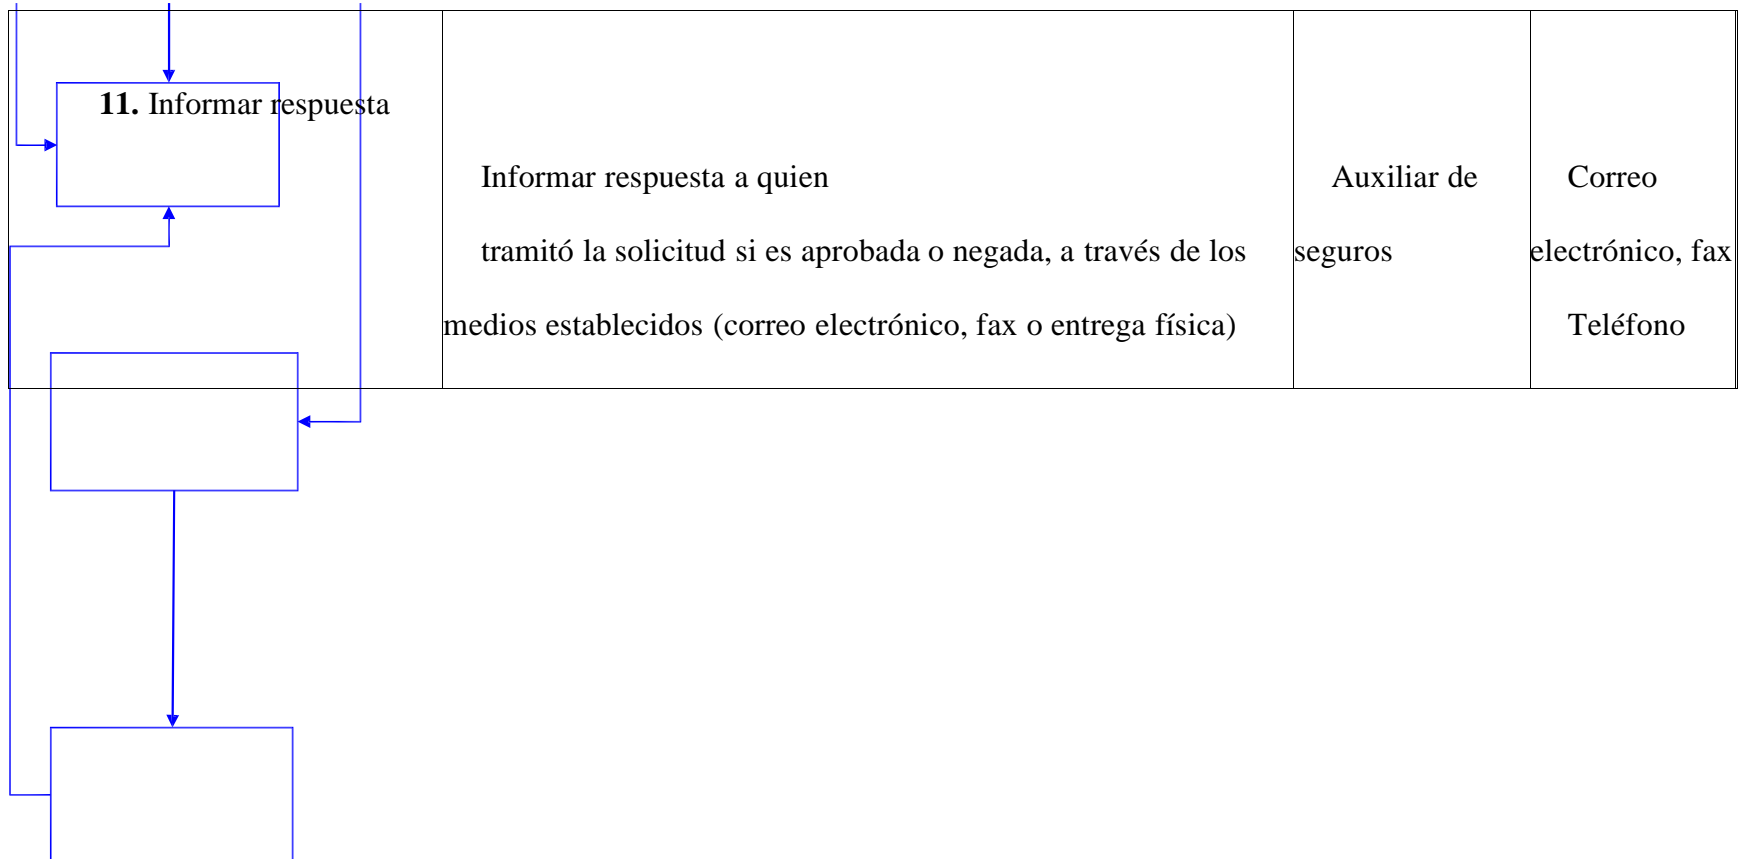 11. Informar respuesta
Informar respuesta a quien
tramitó la solicitud si es aprobada o negada, a través de los
medios establecidos (correo electrónico, fax o entrega física)
Auxiliar de
seguros
Correo
electrónico, fax
Teléfono